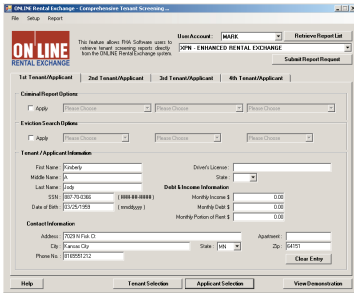 ONLINE Rental Exchange - Comprehensive Tenant Screening ...
File Setup Report
ON LINE
RENTAL EXCHANGE
This feature allows RHA Software users to
retrieve tenant screening reports directly
from the ONLINE Rental Exchange system.
User Account: MARK
Retrieve Report List
XPN - ENHANCED RENTAL EXCHANGE
Submit Report Request
1st Tenant/Applicant 2nd Tenant/Applicant 3rd Tenant/Applicant 4th Tenant/Applicant
Criminal Report Options
Apply Please Choose Please Choose Please Choose
Eviction Search Options
Apply Please Choose Please Choose Please Choose
Tenant / Applicant Information
First Name: Kimberly Driver's License:
Middle Name: A State:
Last Name: Jody Debt & Income Information
SSN: 887-70-0366 (###-##-####) Monthly Income $ 0.00
Date of Birth: 03/25/1959 (mmddyyyy) Monthly Debt $ 0.00
Monthly Portion of Rent $ 0.00
Contact Information
Address: 7029 N Fisk Ct Apartment:
City: Kansas City State: MN Zip: 64151
Phone No.: 8165551212
Clear Entry
Help Tenant Selection Applicant Selection View Demonstration